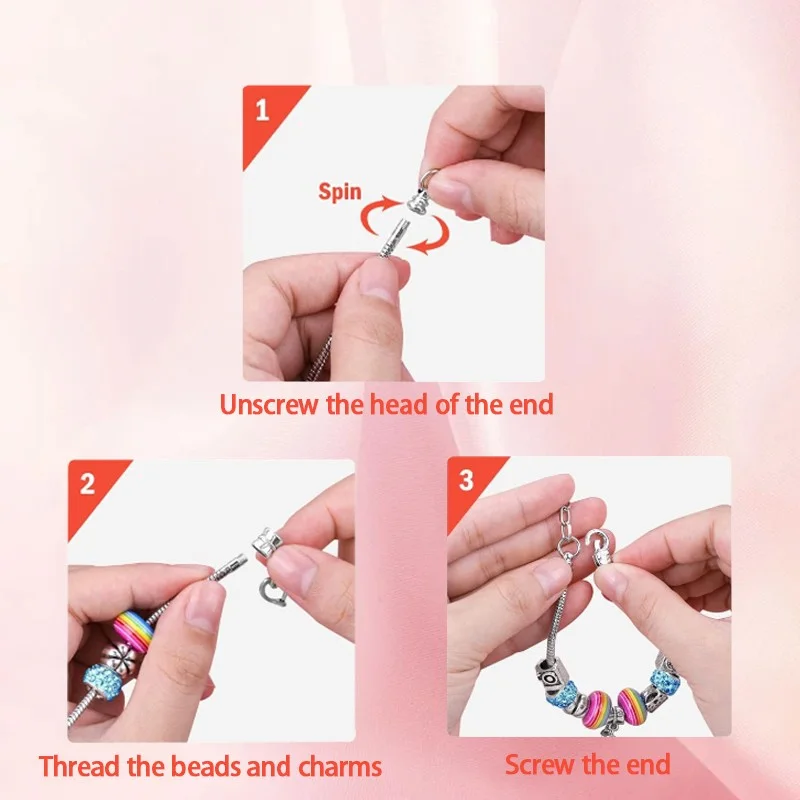 1
Spin
Unscrew the head of the end
2
3
Thread the beads and charms
Screw the end